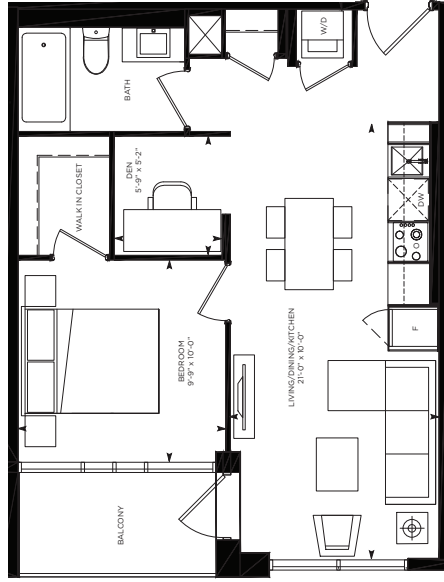 W/D
BATH
DEN
5'-9" x 5'-2"
WALK IN CLOSET
DW
BEDROOM
9'-9" x 10'-0"
LIVING/DINING/KITCHEN
21'-0" x 10'-0"
F
BALCONY